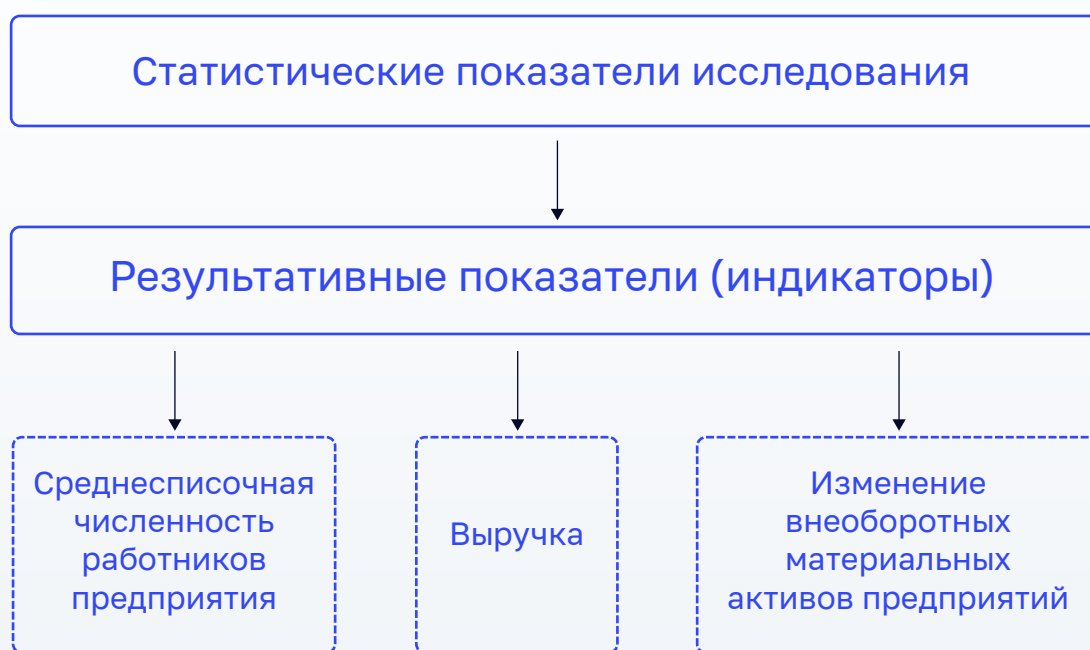 Статистические показатели исследования
Результативные показатели (индикаторы)
Среднесписочная
численность
работников
предприятия
Выручка
Изменение
внеоборотных
материальных
активов предприятий